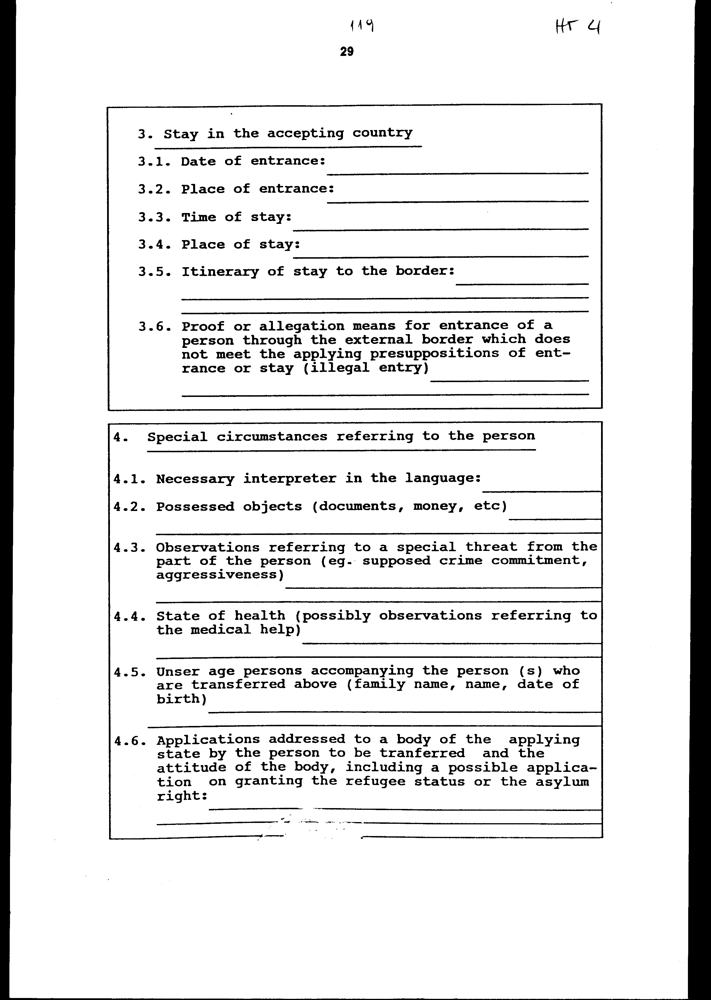 119
HT 4
29
3. Stay in the accepting country
3.1. Date of entrance:
3.2. Place of entrance:
3.3. Time of stay:
3.4. Place of stay:
3.5. Itinerary of stay to the border:
3.6. Proof or allegation means for entrance of a
person through the external border which does
not meet the applying presuppositions of ent-
rance or stay (illegal entry)
4. Special circumstances referring to the person
4.1. Necessary interpreter in the language:
4.2. Possessed objects (documents, money, etc)
4.3. Observations referring to a special threat from the
part of the person (eg. supposed crime commitment,
aggressiveness)
4.4. State of health (possibly observations referring to
the medical help)
4.5. Unser age persons accompanying the person (s) who
are transferred above (family name, name, date of
birth)
4.6. Applications addressed to a body of the applying
state by the person to be tranferred and the
attitude of the body, including a possible applica-
tion on granting the refugee status or the asylum
right: